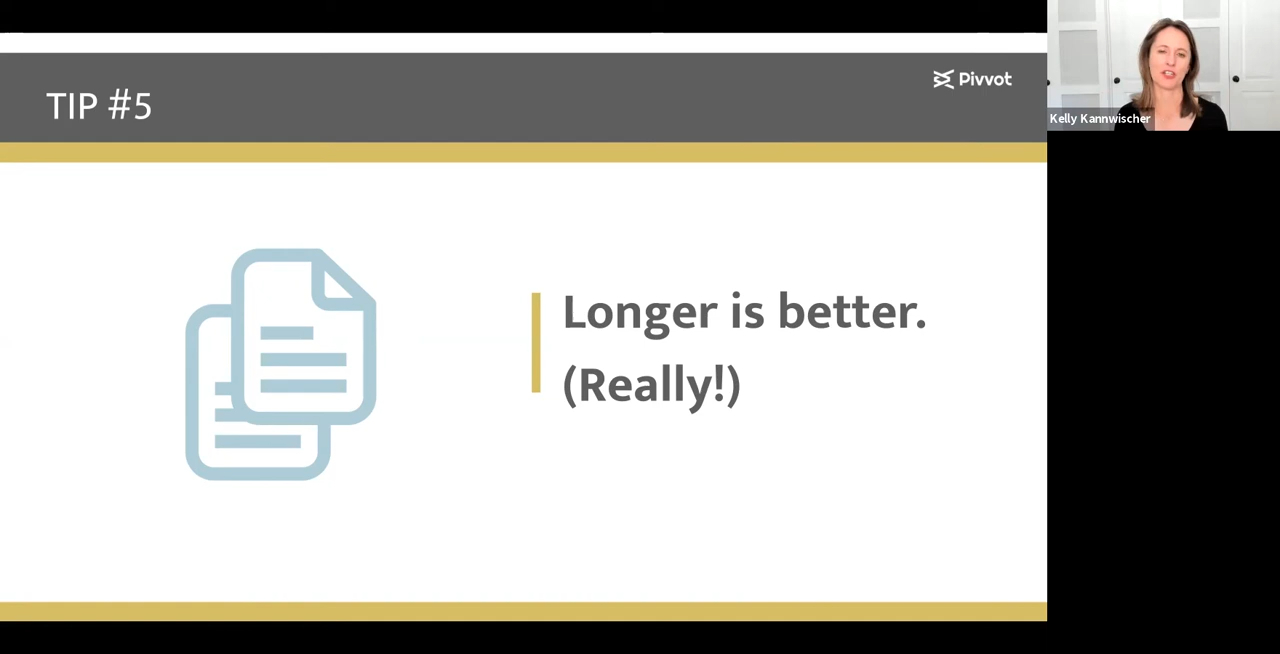 TIP #5
Pivvot
Longer is better.
(Really!)
Kelly Kannwischer